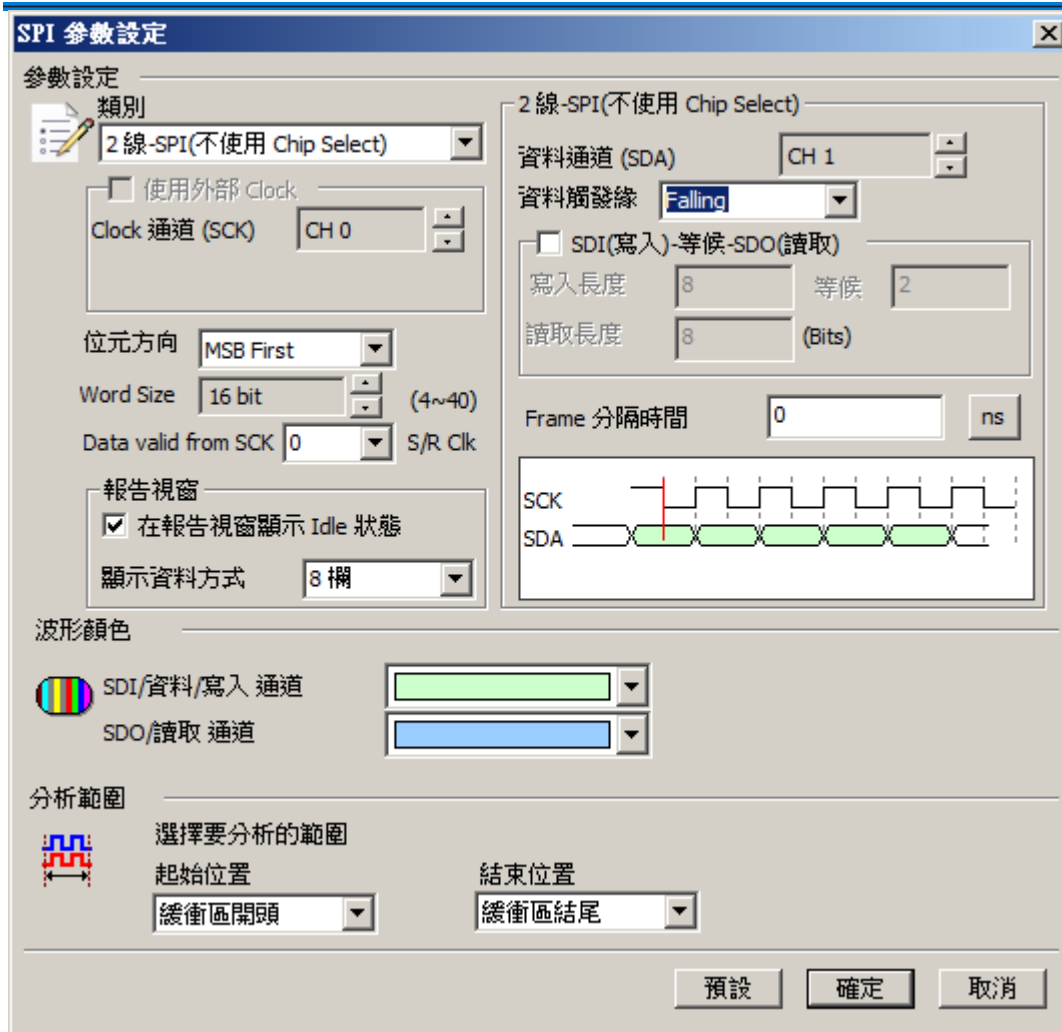 SPI 參數設定
參數設定
類別
2 線-SPI(不使用 Chip Select)
使用外部 Clock
Clock 通道 (SCK) CH 0
位元方向 MSB First
Word Size 16 bit (4~40)
Data valid from SCK 0 S/R Clk
報告視窗
在報告視窗顯示 Idle 狀態
顯示資料方式 8 欄
2 線-SPI(不使用 Chip Select)
資料通道 (SDA) CH 1
資料觸發緣 Falling
SDI(寫入)-等候-SDO(讀取)
寫入長度 8 等候 2
讀取長度 8 (Bits)
Frame 分隔時間 0 ns
SCK
SDA
波形顏色
SDI/資料/寫入 通道
SDO/讀取 通道
分析範圍
選擇要分析的範圍
起始位置 結束位置
緩衝區開頭 緩衝區結尾
預設 確定 取消